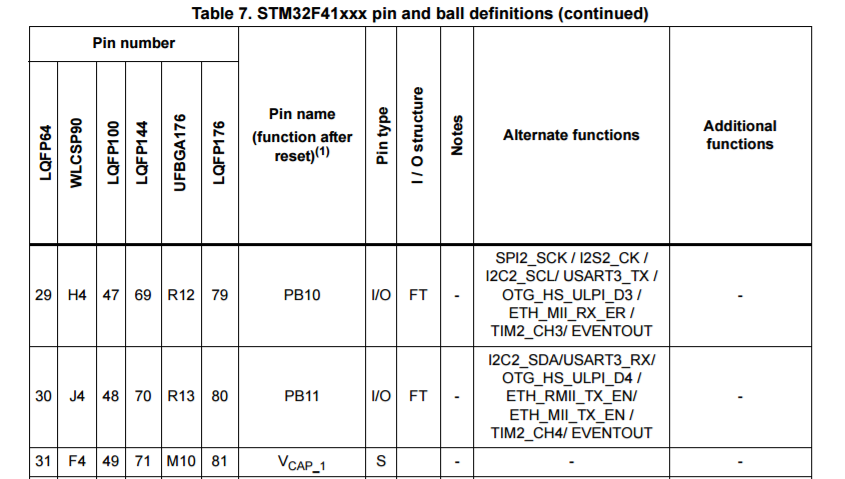 Table 7. STM32F41xxx pin and ball definitions (continued)
Pin number
LQFP64
WLCSP90
LQFP100
LQFP144
UFBGA176
LQFP176
Pin name
(function after
reset)(1)
Pin type
I / O structure
Notes
Alternate functions
Additional
functions
29 H4 47 69 R12 79 PB10 I/O FT - SPI2_SCK / I2S2_CK /
I2C2_SCL/ USART3_TX /
OTG_HS_ULPI_D3 /
ETH_MII_RX_ER /
TIM2_CH3/ EVENTOUT -
30 J4 48 70 R13 80 PB11 I/O FT - I2C2_SDA/USART3_RX/
OTG_HS_ULPI_D4 /
ETH_RMII_TX_EN/
ETH_MII_TX_EN /
TIM2_CH4/ EVENTOUT -
31 F4 49 71 M10 81 VCAP_1 S - - -